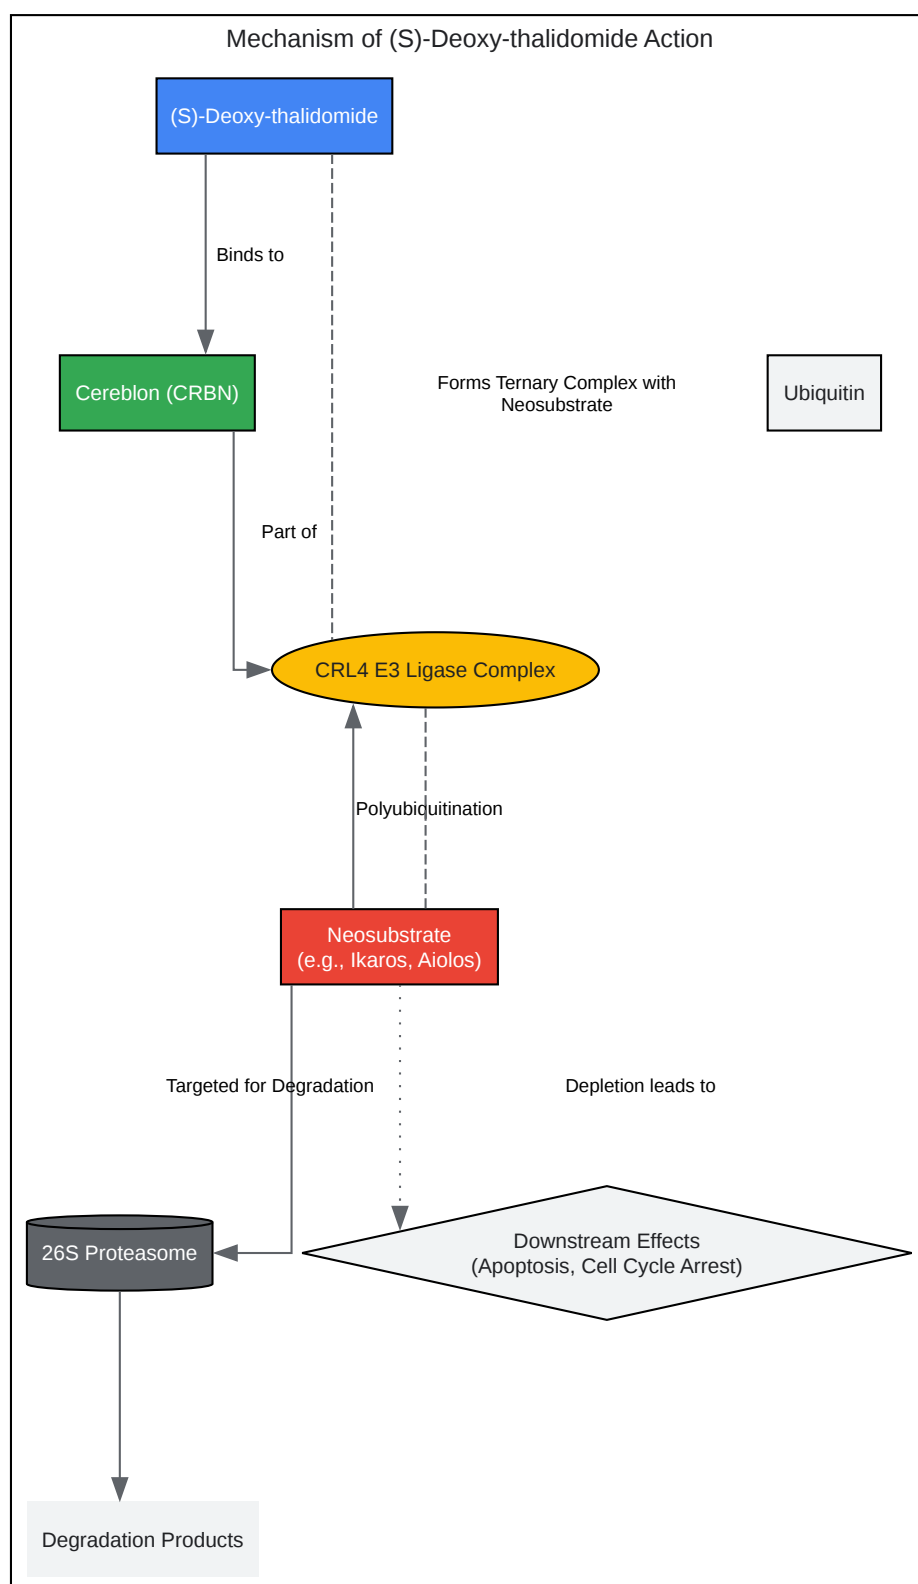 Mechanism of (S)-Deoxy-thalidomide Action
(S)-Deoxy-thalidomide
Binds to
Cereblon (CRBN)
Forms Ternary Complex with
Neosubstrate
Ubiquitin
Part of
CRL4 E3 Ligase Complex
Polyubiquitination
Neosubstrate
(e.g., Ikaros, Aiolos)
Targeted for Degradation
Depletion leads to
26S Proteasome
Downstream Effects
(Apoptosis, Cell Cycle Arrest)
Degradation Products